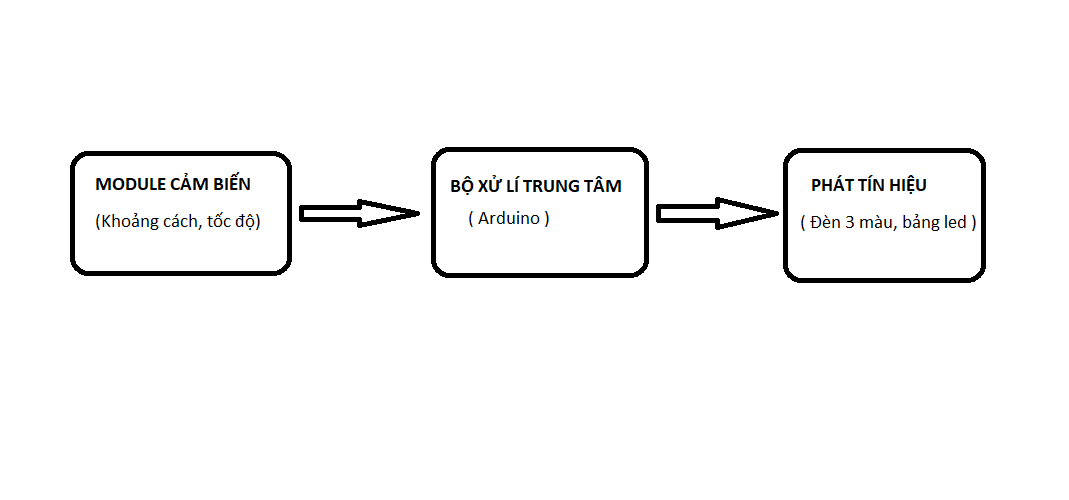 MODULE CẢM BIẾN
(Khoảng cách, tốc độ)
BỘ XỬ LÍ TRUNG TÂM
( Arduino )
PHÁT TÍN HIỆU
( Đèn 3 màu, bảng led )